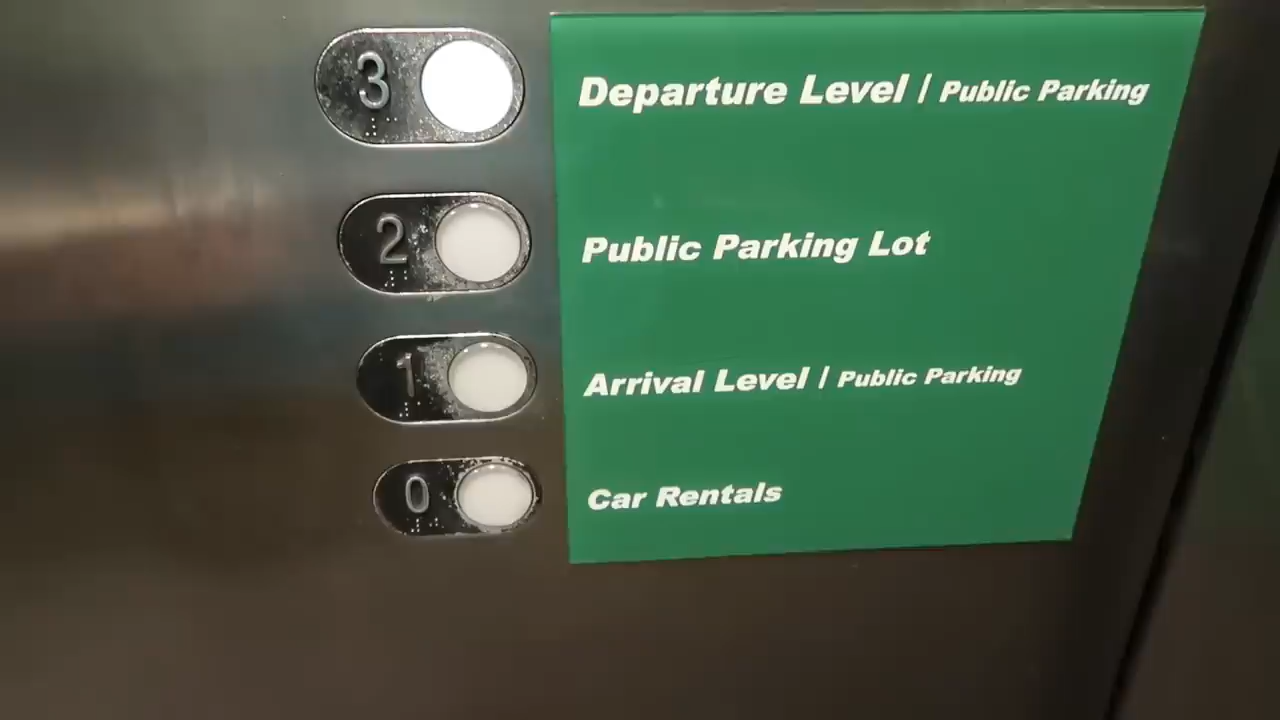 3 Departure Level / Public Parking
2 Public Parking Lot
1 Arrival Level / Public Parking
0 Car Rentals